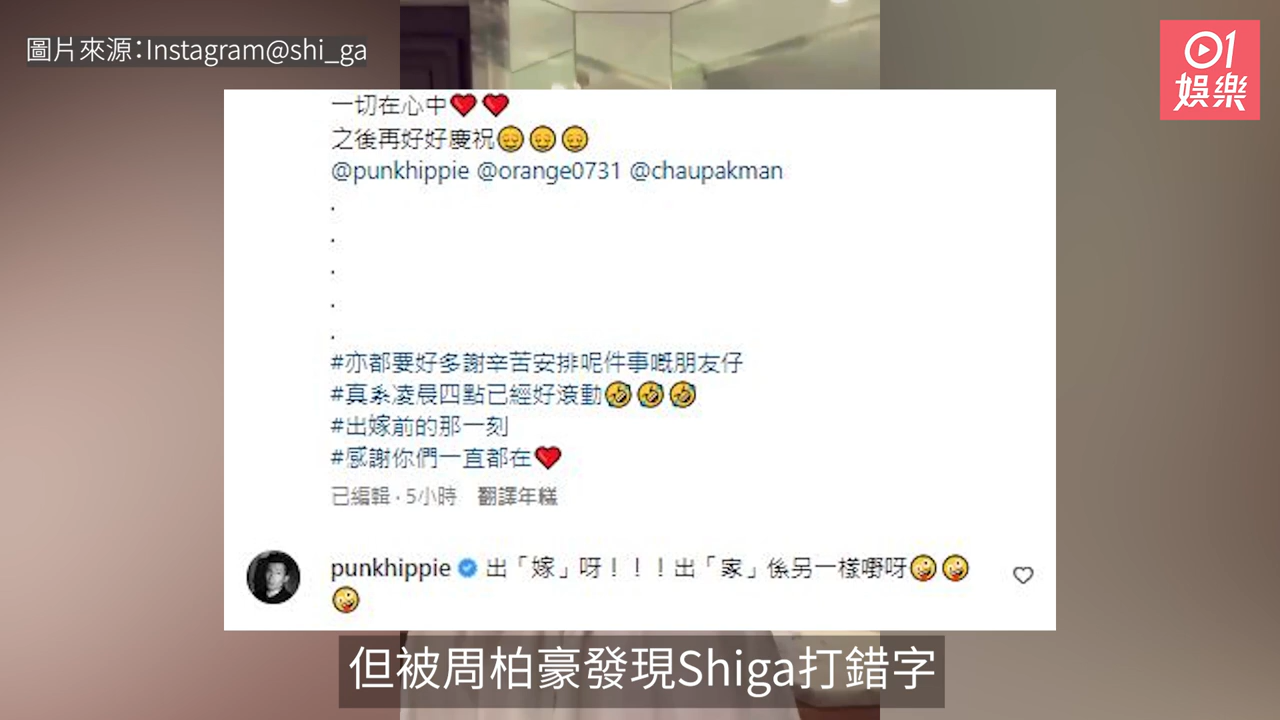 圖片來源：Instagram@shi_ga
01
娛樂
一切在心中❤️❤️
之後再好好慶祝😌😌😌
@punkhippie @orange0731 @chaupakman
.
.
.
.
.
#亦都要好多謝辛苦安排呢件事嘅朋友仔
#真系凌晨四點已經好滾動🤣🤣🤣
#出嫁前的那一刻
#感謝你們一直都在❤️
已編輯 · 5小時 翻譯年糕
punkhippie 出「嫁」呀！！！出「家」係另一樣嘢呀🤪🤪
🤪
但被周柏豪發現Shiga打錯字